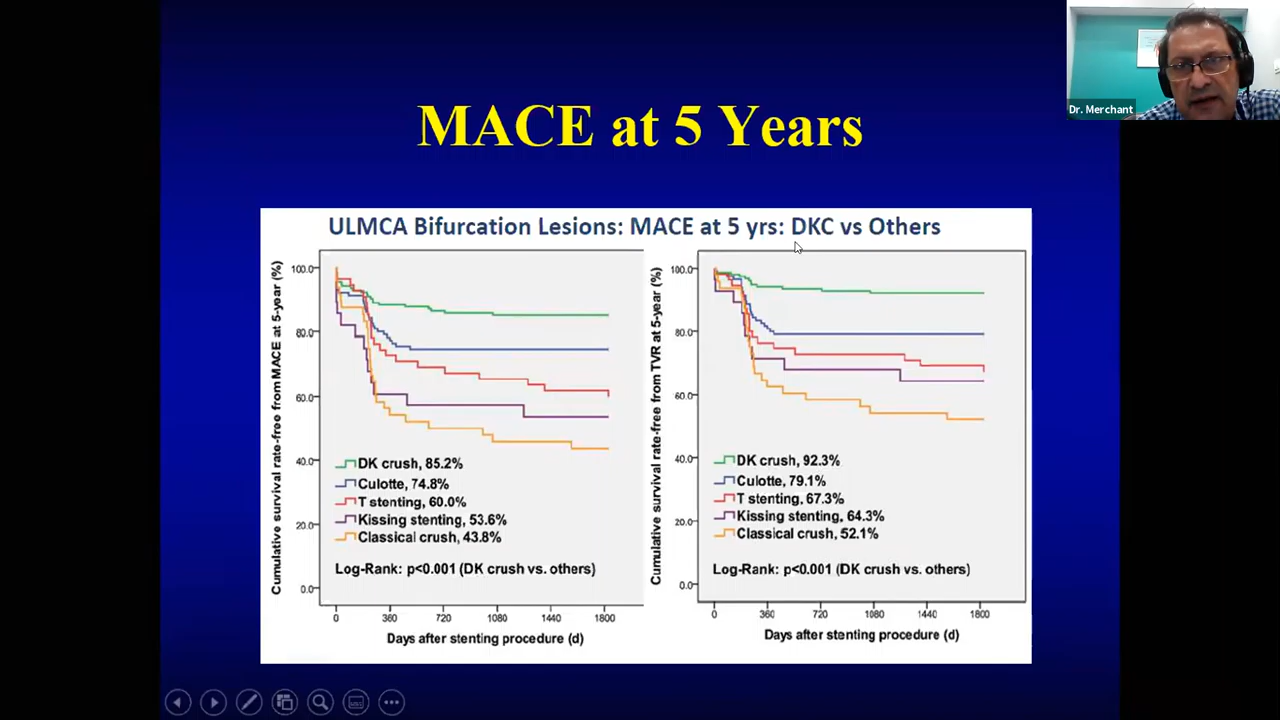 Dr. Merchant
MACE at 5 Years
ULMCA Bifurcation Lesions: MACE at 5 yrs: DKC vs Others
Cumulative survival rate-free from MACE at 5-year (%)
100.0
80.0
60.0
40.0
20.0
0.0
DK crush, 85.2%
Culotte, 74.8%
T stenting, 60.0%
Kissing stenting, 53.6%
Classical crush, 43.8%
Log-Rank: p<0.001 (DK crush vs. others)
0 360 720 1080 1440 1800
Days after stenting procedure (d)
Cumulative survival rate-free from TVR at 5-year (%)
100.0
80.0
60.0
40.0
20.0
0.0
DK crush, 92.3%
Culotte, 79.1%
T stenting, 67.3%
Kissing stenting, 64.3%
Classical crush, 52.1%
Log-Rank: p<0.001 (DK crush vs. others)
0 360 720 1080 1440 1800
Days after stenting procedure (d)